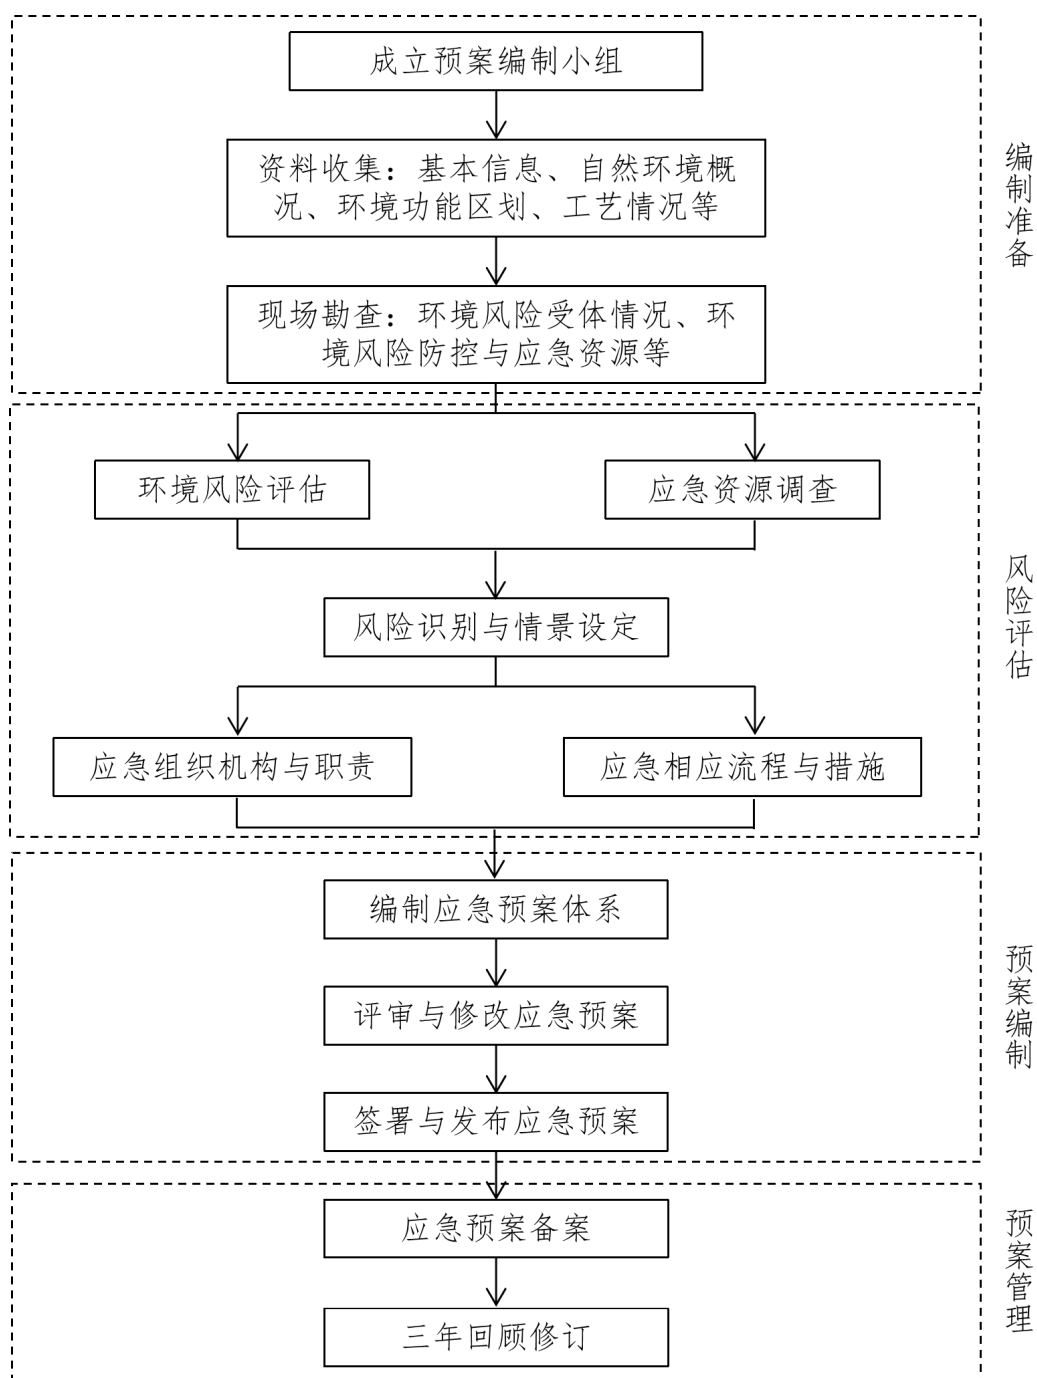 成立预案编制小组
资料收集：基本信息、自然环境概
况、环境功能区划、工艺情况等
现场勘查：环境风险受体情况、环
境风险防控与应急资源等
编制准备
环境风险评估
应急资源调查
风险识别与情景设定
应急组织机构与职责
应急相应流程与措施
风险评估
编制应急预案体系
评审与修改应急预案
签署与发布应急预案
预案编制
应急预案备案
三年回顾修订
预案管理